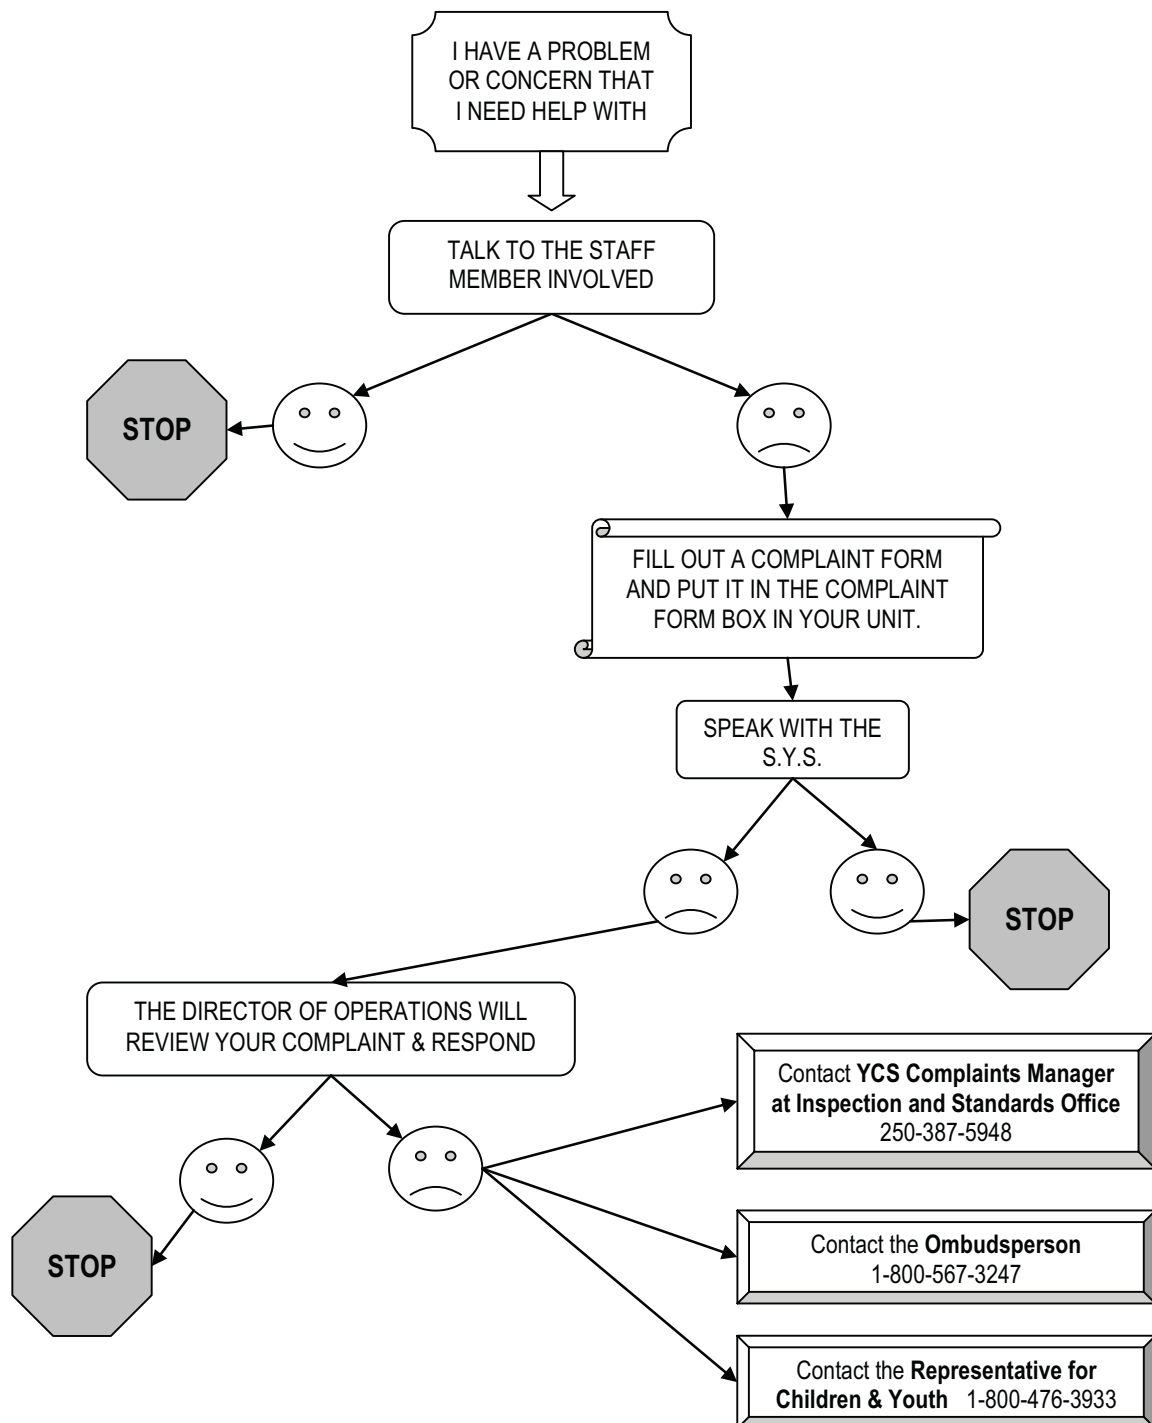 I HAVE A PROBLEM
OR CONCERN THAT
I NEED HELP WITH
TALK TO THE STAFF
MEMBER INVOLVED
STOP
FILL OUT A COMPLAINT FORM
AND PUT IT IN THE COMPLAINT
FORM BOX IN YOUR UNIT.
SPEAK WITH THE
S.Y.S.
STOP
THE DIRECTOR OF OPERATIONS WILL
REVIEW YOUR COMPLAINT & RESPOND
STOP
Contact YCS Complaints Manager
at Inspection and Standards Office
250-387-5948
Contact the Ombudsperson
1-800-567-3247
Contact the Representative for
Children & Youth 1-800-476-3933